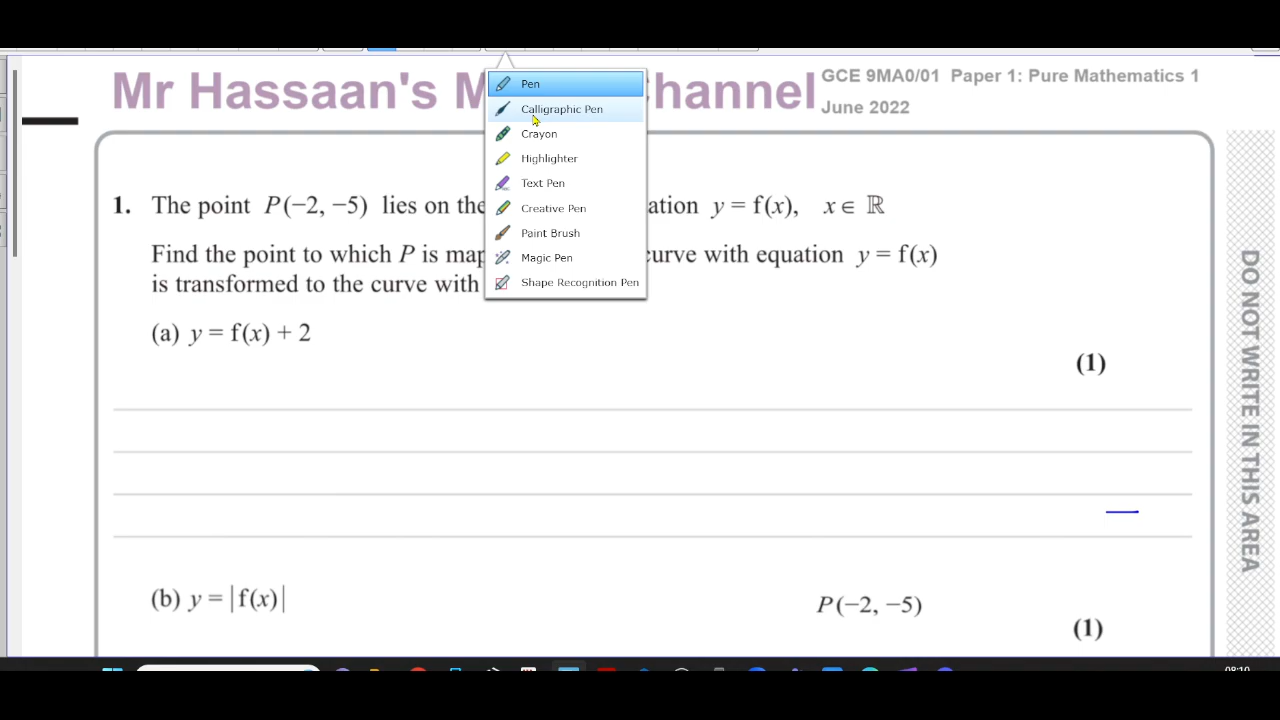 Mr Hassaan's M hannel
GCE 9MA0/01 Paper 1: Pure Mathematics 1
June 2022
Pen
Calligraphic Pen
Crayon
Highlighter
Text Pen
Creative Pen
Paint Brush
Magic Pen
Shape Recognition Pen
1. The point P(−2, −5) lies on the ation y = f(x), x ∈ ℝ
Find the point to which P is map urve with equation y = f(x)
is transformed to the curve with
(a) y = f(x) + 2
(1)
(b) y = |f(x)|
P(−2, −5)
(1)
DO NOT WRITE IN THIS AREA